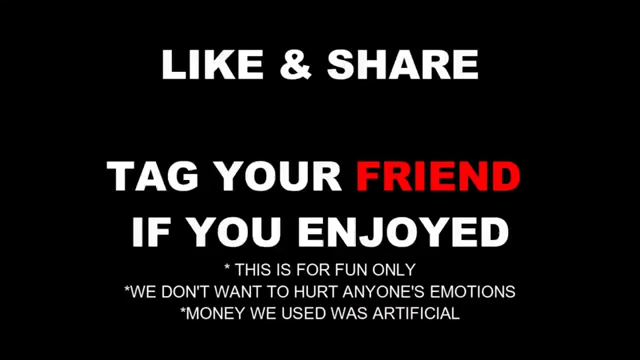 LIKE & SHARE
TAG YOUR FRIEND
IF YOU ENJOYED
* THIS IS FOR FUN ONLY
*WE DON'T WANT TO HURT ANYONE'S EMOTIONS
*MONEY WE USED WAS ARTIFICIAL